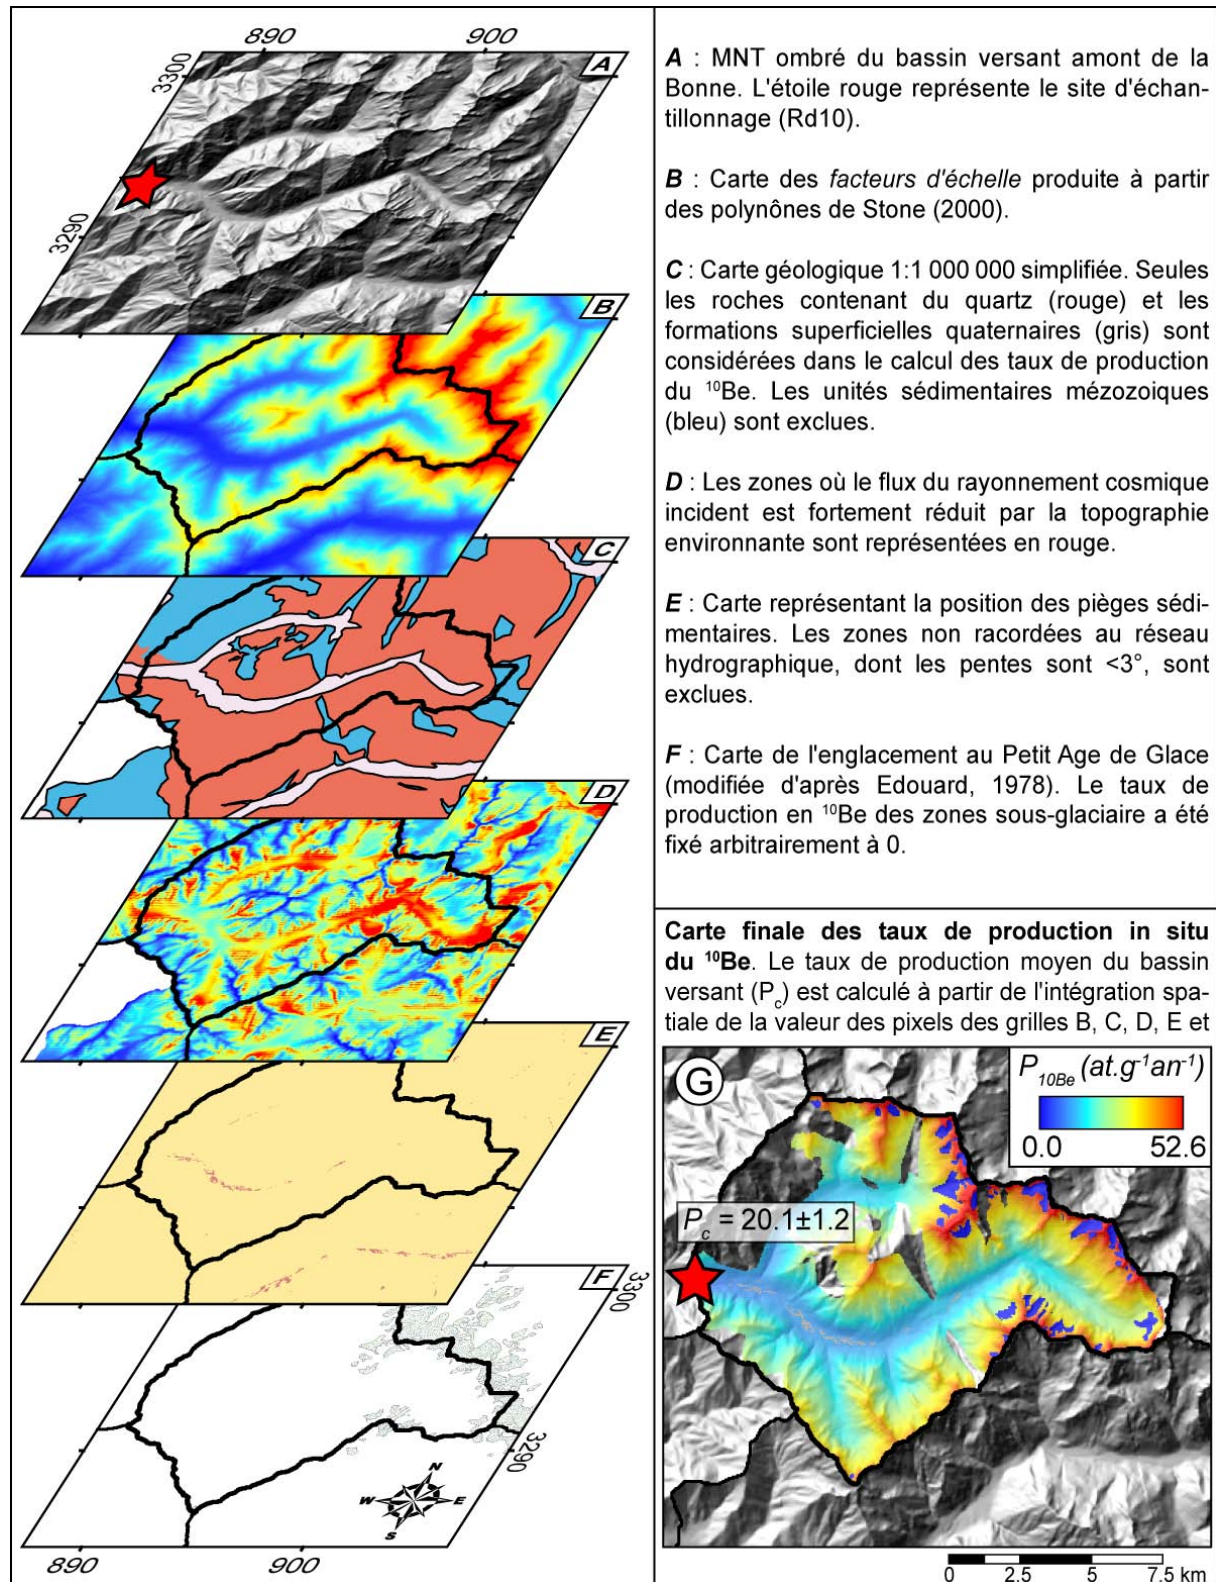 890
900
3300
A
3290
B
C
D
E
F
3300
3290
N
W
E
S
890
900
A : MNT ombré du bassin versant amont de la
Bonne. L'étoile rouge représente le site d'échan-
tillonnage (Rd10).
B : Carte des facteurs d'échelle produite à partir
des polynônes de Stone (2000).
C : Carte géologique 1:1 000 000 simplifiée. Seules
les roches contenant du quartz (rouge) et les
formations superficielles quaternaires (gris) sont
considérées dans le calcul des taux de production
du ¹⁰Be. Les unités sédimentaires mézozoiques
(bleu) sont exclues.
D : Les zones où le flux du rayonnement cosmique
incident est fortement réduit par la topographie
environnante sont représentées en rouge.
E : Carte représentant la position des pièges sédi-
mentaires. Les zones non racordées au réseau
hydrographique, dont les pentes sont <3°, sont
exclues.
F : Carte de l'englacement au Petit Age de Glace
(modifiée d'après Edouard, 1978). Le taux de
production en ¹⁰Be des zones sous-glaciaire a été
fixé arbitrairement à 0.
Carte finale des taux de production in situ
du ¹⁰Be. Le taux de production moyen du bassin
versant (Pc) est calculé à partir de l'intégration spa-
tiale de la valeur des pixels des grilles B, C, D, E et
G
P10Be (at.g⁻¹an⁻¹)
0.0 52.6
Pc = 20.1±1.2
0 2.5 5 7.5 km